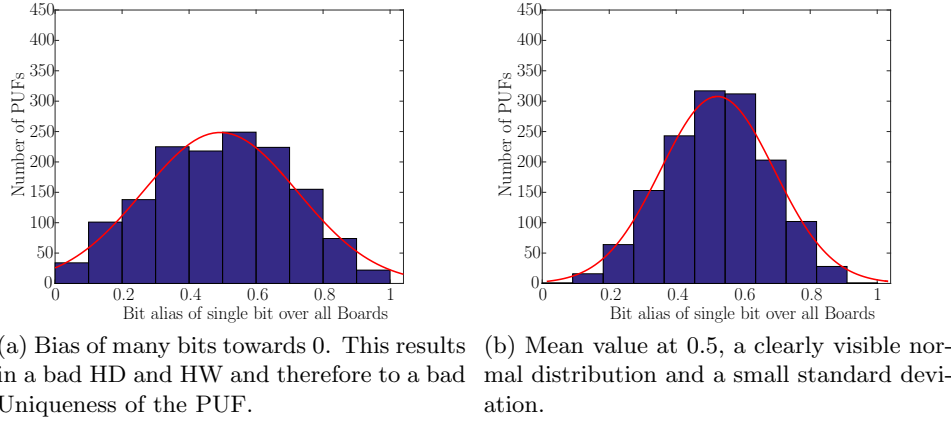 450
400
350
300
250
200
150
100
50
0
Number of PUFs
0 0.2 0.4 0.6 0.8 1
Bit alias of single bit over all Boards
450
400
350
300
250
200
150
100
50
0
Number of PUFs
0 0.2 0.4 0.6 0.8 1
Bit alias of single bit over all Boards
(a) Bias of many bits towards 0. This results
in a bad HD and HW and therefore to a bad
Uniqueness of the PUF.
(b) Mean value at 0.5, a clearly visible nor-
mal distribution and a small standard devi-
ation.